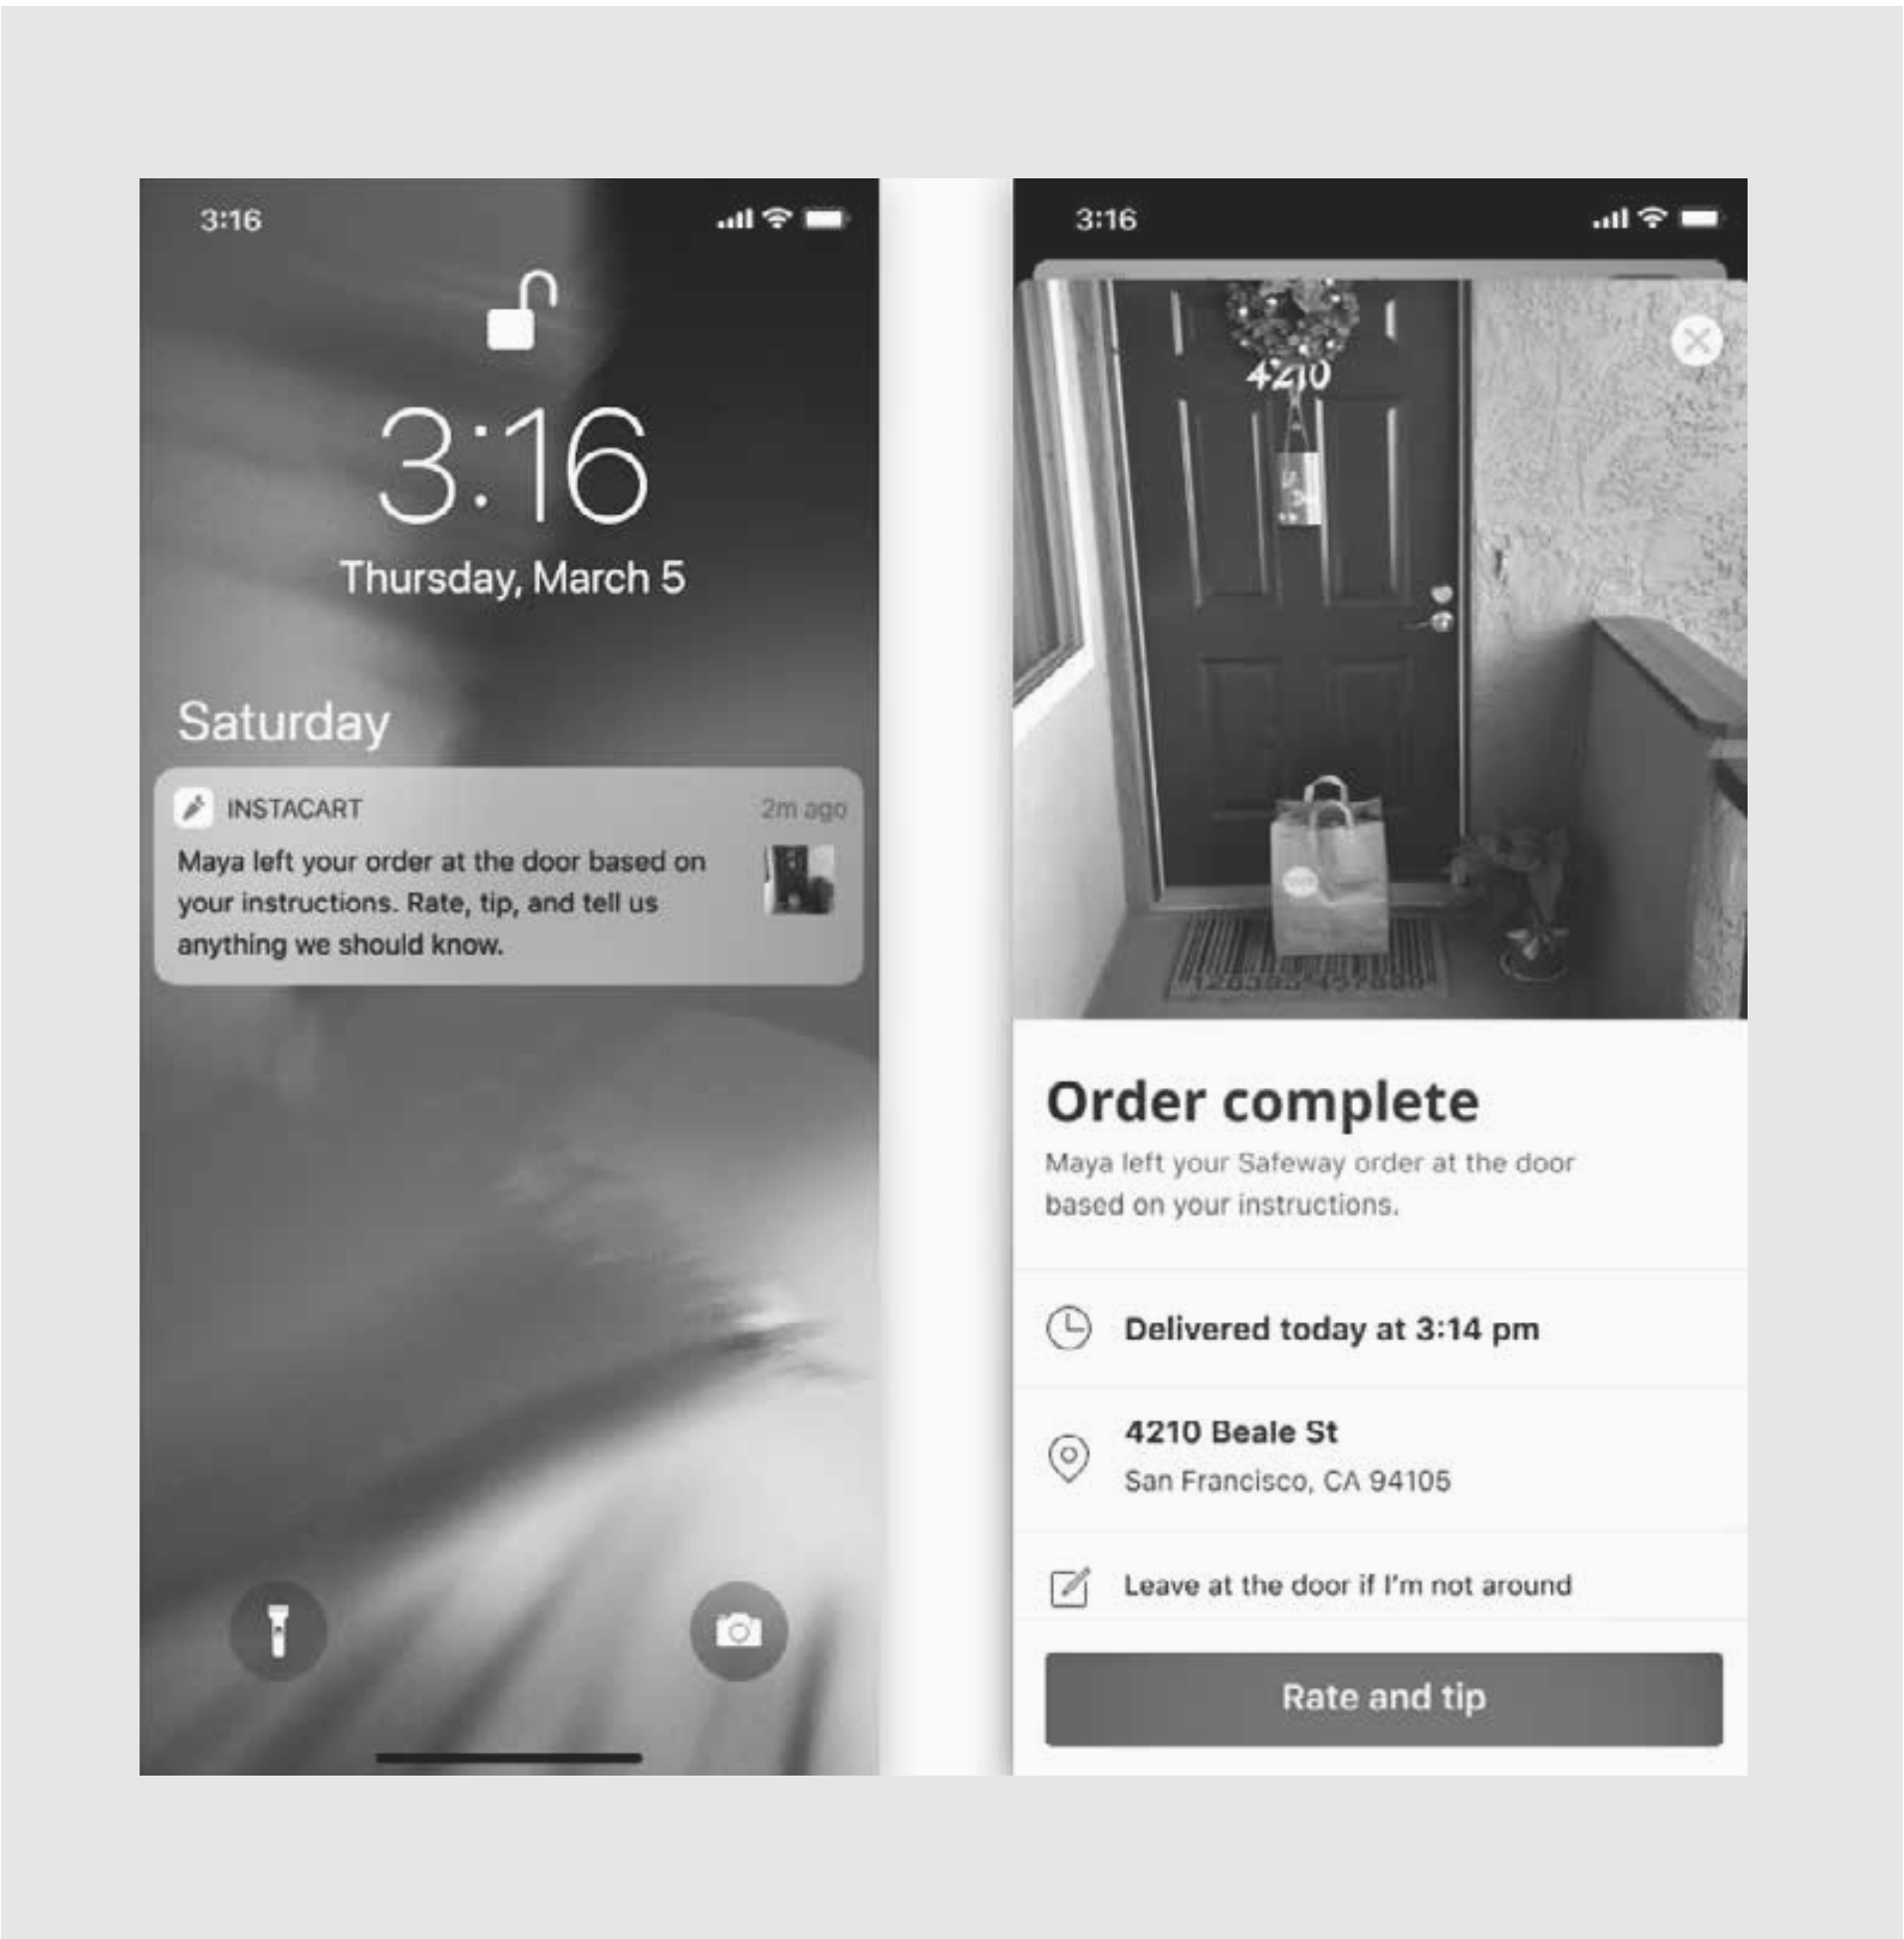 3:16
3:16
Thursday, March 5
Saturday
INSTACART
2m ago
Maya left your order at the door based on
your instructions. Rate, tip, and tell us
anything we should know.
3:16
4210
Order complete
Maya left your Safeway order at the door
based on your instructions.
Delivered today at 3:14 pm
4210 Beale St
San Francisco, CA 94105
Leave at the door if I'm not around
Rate and tip